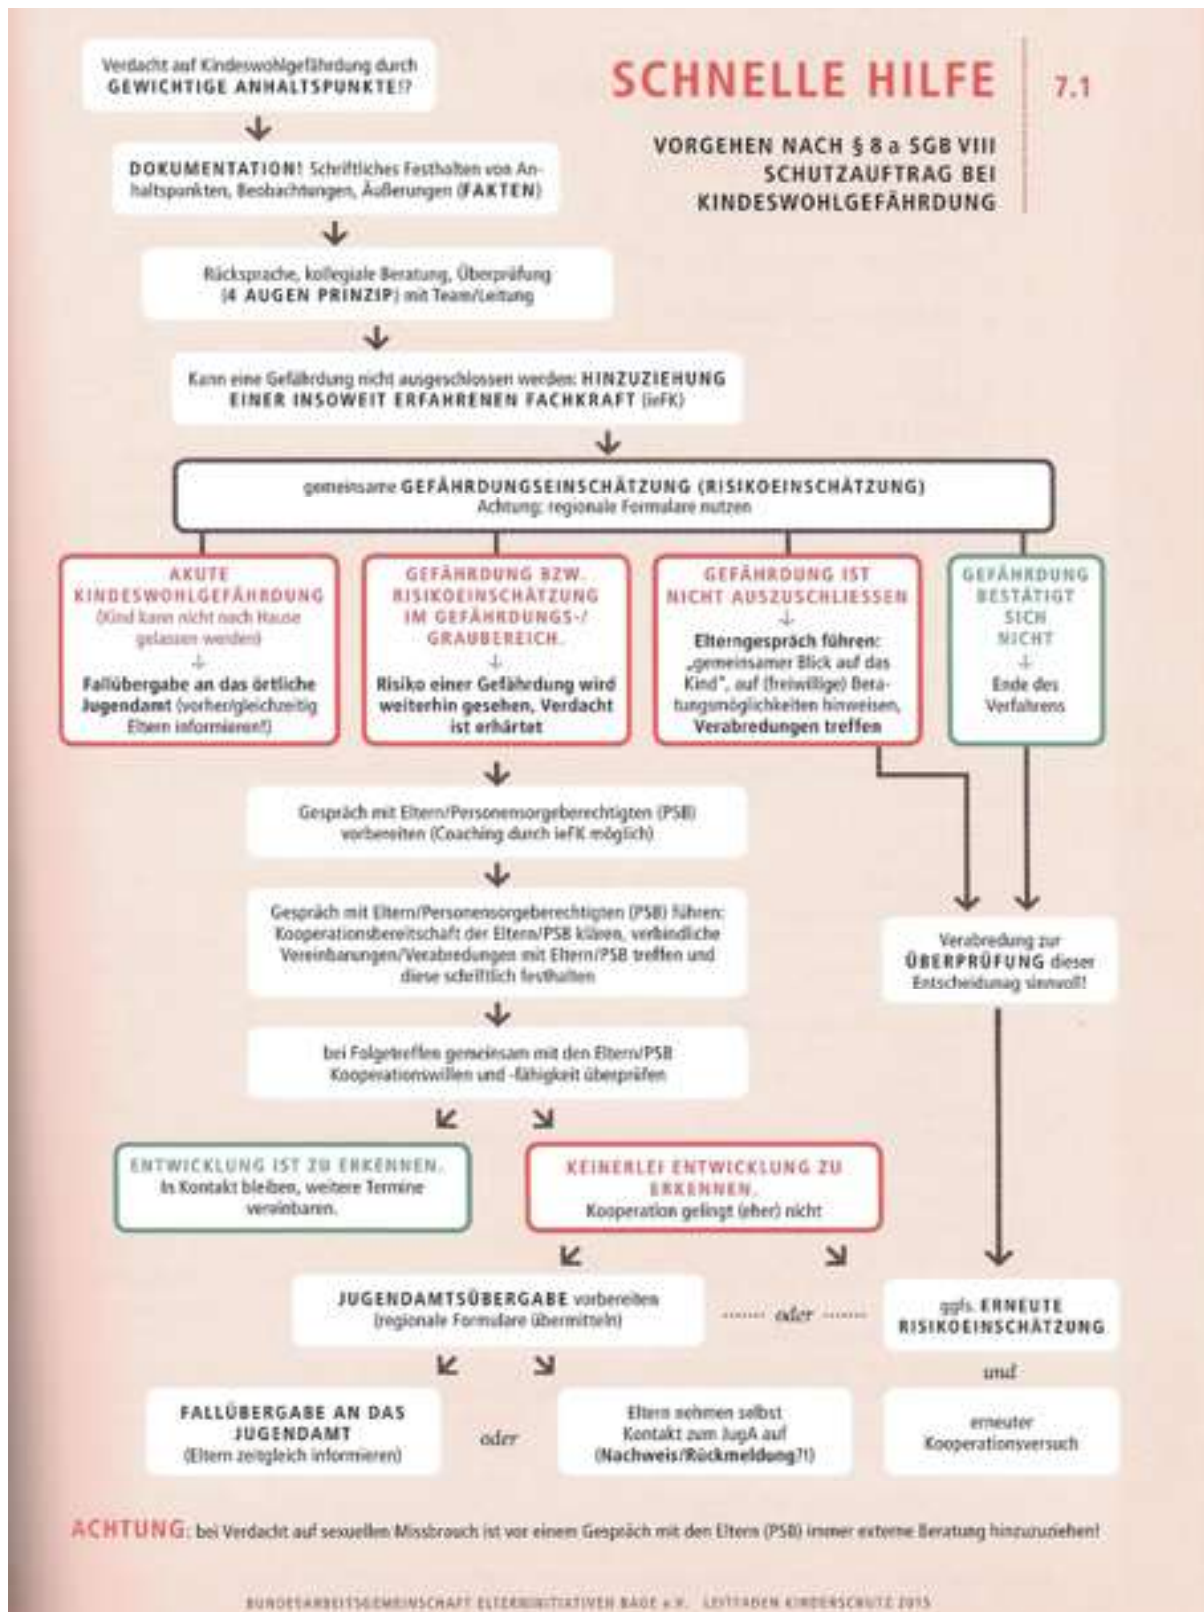 Verdacht auf Kindeswohlgefährdung durch
GEWICHTIGE ANHALTSPUNKTE!?
SCHNELLE HILFE
7.1
VORGEHEN NACH § 8 a SGB VIII
SCHUTZAUFTRAG BEI
KINDESWOHLGEFÄHRDUNG
DOKUMENTATION! Schriftliches Festhalten von An-
haltspunkten, Beobachtungen, Äußerungen (FAKTEN)
Rücksprache, kollegiale Beratung, Überprüfung
(4 AUGEN PRINZIP) mit Team/Leitung
Kann eine Gefährdung nicht ausgeschlossen werden: HINZUZIEHUNG
EINER INSOWEIT ERFAHRENEN FACHKRAFT (ieFK)
gemeinsame GEFÄHRDUNGSEINSCHÄTZUNG (RISIKOEINSCHÄTZUNG)
Achtung: regionale Formulare nutzen
AKUTE
KINDESWOHLGEFÄHRDUNG
(Kind kann nicht nach Hause
gelassen werden)
Fallübergabe an das örtliche
Jugendamt (vorher/gleichzeitig
Eltern informieren!)
GEFÄHRDUNG BZW.
RISIKOEINSCHÄTZUNG
IM GEFÄHRDUNGS-/
GRAUBEREICH.
Risiko einer Gefährdung wird
weiterhin gesehen, Verdacht
ist erhärtet
GEFÄHRDUNG IST
NICHT AUSZUSCHLIESSEN
Elterngespräch führen:
„gemeinsamer Blick auf das
Kind", auf (freiwillige) Bera-
tungsmöglichkeiten hinweisen,
Verabredungen treffen
GEFÄHRDUNG
BESTÄTIGT
SICH
NICHT
Ende des
Verfahrens
Gespräch mit Eltern/Personensorgeberechtigten (PSB)
vorbereiten (Coaching durch ieFK möglich)
Gespräch mit Eltern/Personensorgeberechtigten (PSB) führen:
Kooperationsbereitschaft der Eltern/PSB klären, verbindliche
Vereinbarungen/Verabredungen mit Eltern/PSB treffen und
diese schriftlich festhalten
Verabredung zur
ÜBERPRÜFUNG dieser
Entscheidunag sinnvoll!
bei Folgetreffen gemeinsam mit den Eltern/PSB
Kooperationswillen und -fähigkeit überprüfen
ENTWICKLUNG IST ZU ERKENNEN.
In Kontakt bleiben, weitere Termine
vereinbaren.
KEINERLEI ENTWICKLUNG ZU
ERKENNEN.
Kooperation gelingt (eher) nicht
JUGENDAMTSÜBERGABE vorbereiten
(regionale Formulare übermitteln)
oder
ggfs. ERNEUTE
RISIKOEINSCHÄTZUNG
und
FALLÜBERGABE AN DAS
JUGENDAMT
(Eltern zeitgleich informieren)
oder
Eltern nehmen selbst
Kontakt zum JugA auf
(Nachweis/Rückmeldung?!)
erneuter
Kooperationsversuch
ACHTUNG: bei Verdacht auf sexuellen Missbrauch ist vor einem Gespräch mit den Eltern (PSB) immer externe Beratung hinzuzuziehen!
BUNDESARBEITSGEMEINSCHAFT ELTERNINITIATIVEN BAGE e.V. LEITFADEN KINDERSCHUTZ 2015